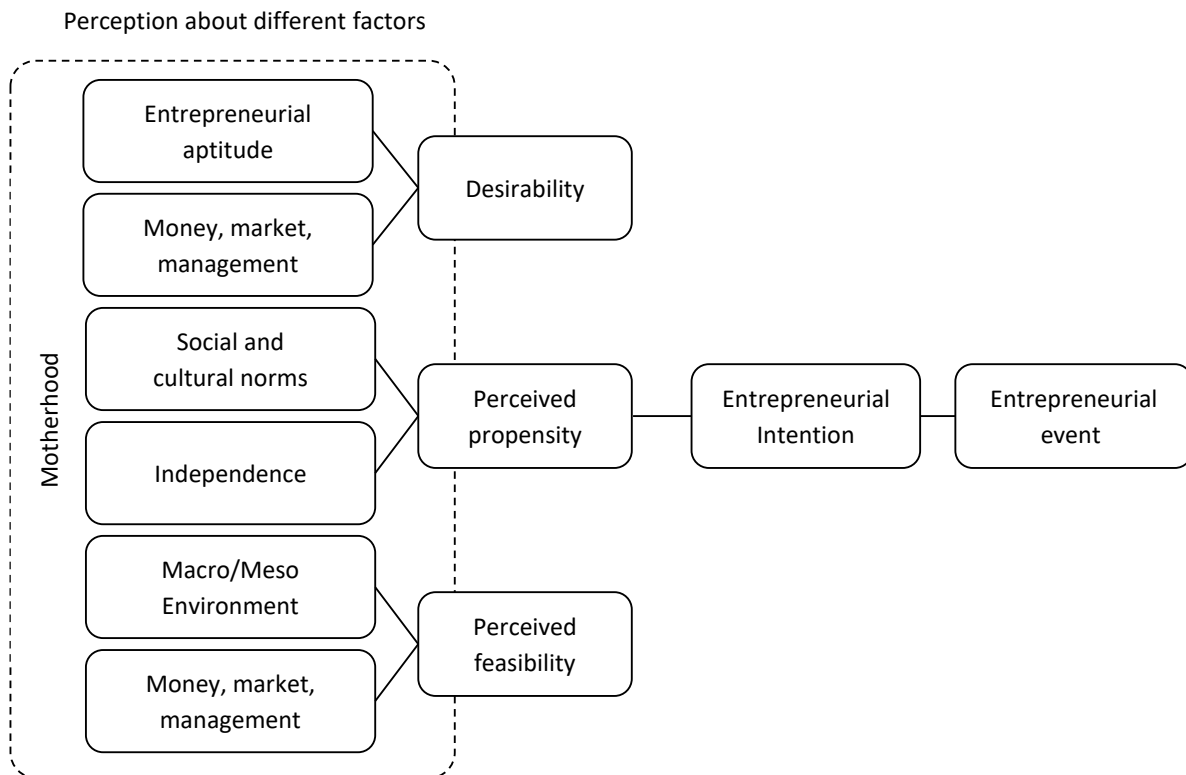 Perception about different factors
Entrepreneurial
aptitude
Money, market,
management
Desirability
Motherhood
Social and
cultural norms
Independence
Perceived
propensity
Entrepreneurial
Intention
Entrepreneurial
event
Macro/Meso
Environment
Money, market,
management
Perceived
feasibility